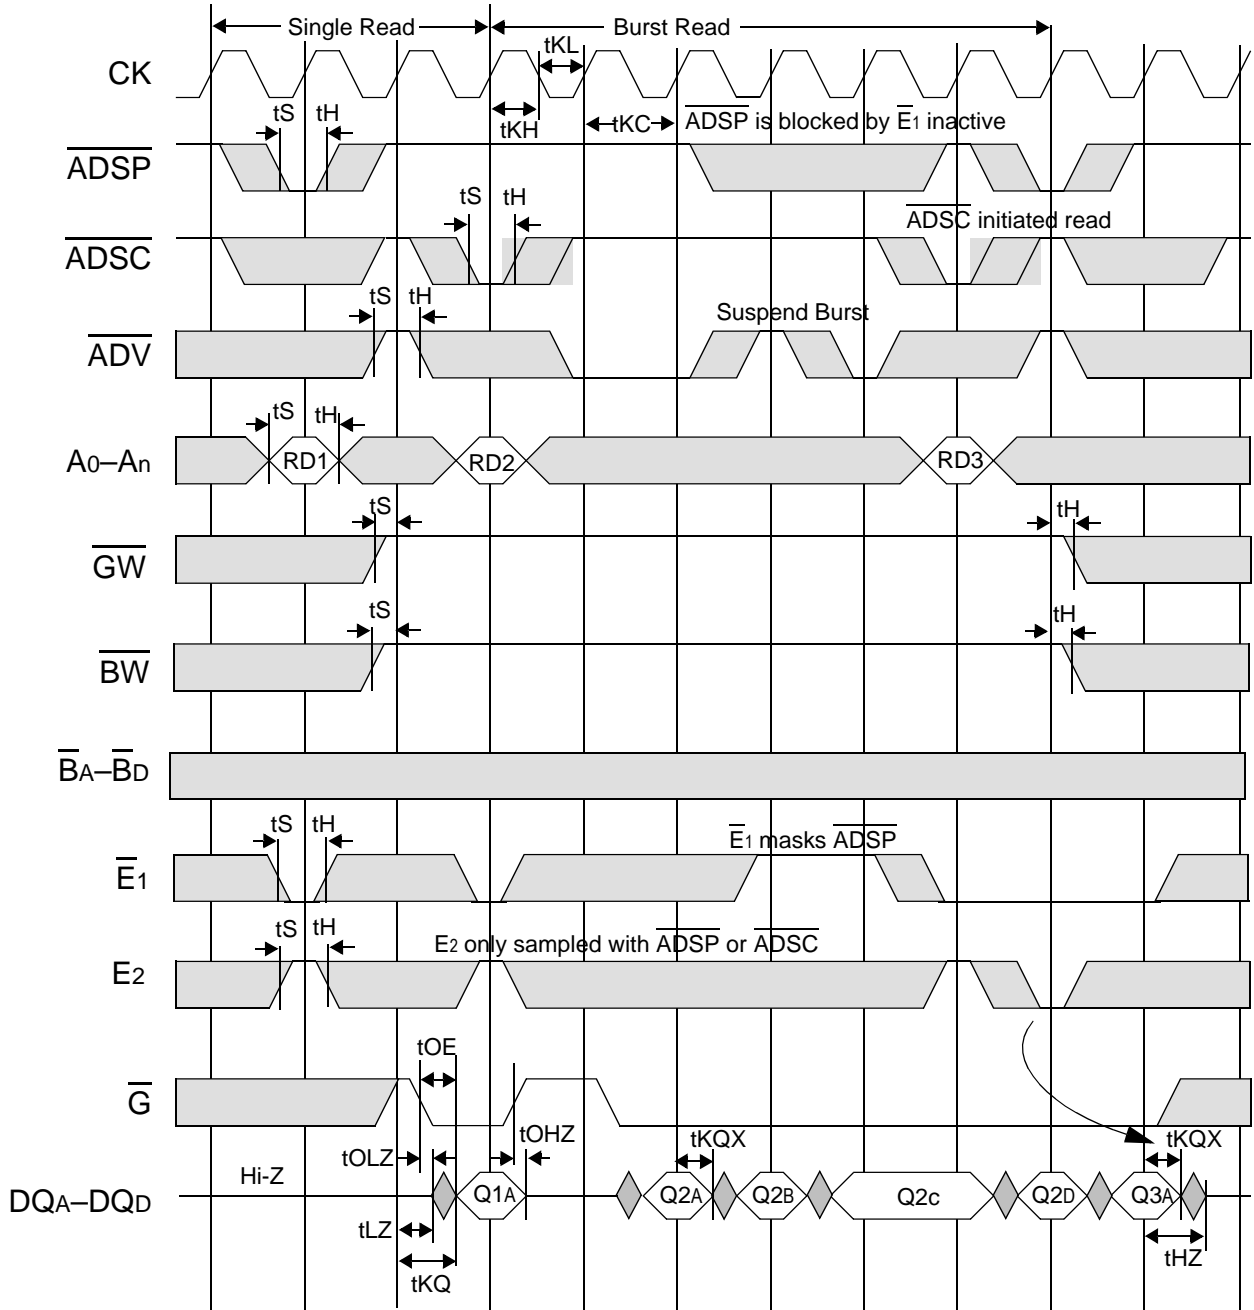 Single Read Burst Read
CK tKL
tS tH tKH tKC ADSP is blocked by E1 inactive
ADSP
tS tH ADSC initiated read
ADSC
tS tH Suspend Burst
ADV
tS tH
A0–An RD1 RD2 RD3
tS tH
GW
tS tH
BW
BA–BD
tS tH E1 masks ADSP
E1
tS tH E2 only sampled with ADSP or ADSC
E2
tOE
G
tOHZ tKQX tKQX
tOLZ
Hi-Z
DQA–DQD Q1A Q2A Q2B Q2c Q2D Q3A
tLZ
tKQ tHZ